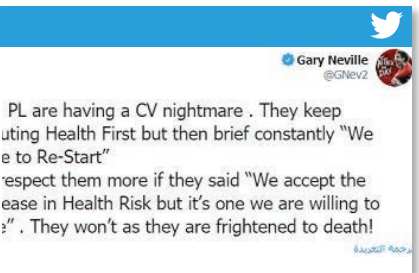 Gary Neville
@GNev2
PL are having a CV nightmare . They keep
uting Health First but then brief constantly “We
e to Re-Start”
respect them more if they said “We accept the
ease in Health Risk but it’s one we are willing to
e” . They won’t as they are frightened to death!
رجمة التغريدة